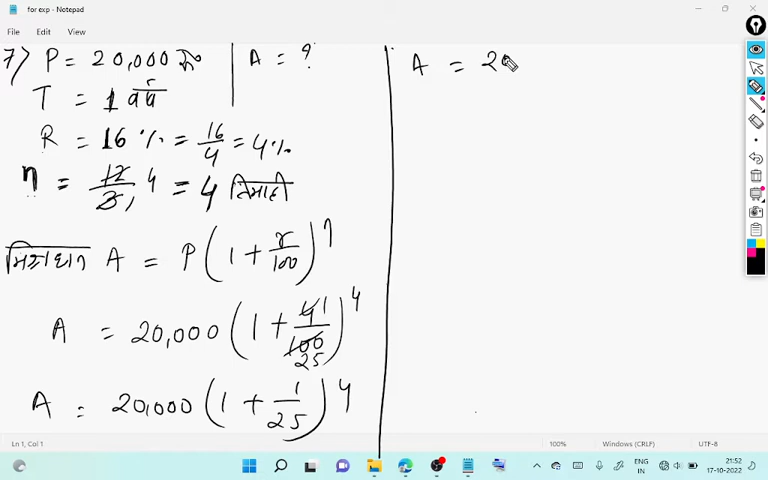 for exp - Notepad
File Edit View
7) P = 20,000 रू A = ?
T = 1 वर्ष
R = 16 % = 16/4 = 4%
n = 12/3 4 = 4 तिमाही
मिश्रधन A = P(1 + r/100)^n
A = 20,000 (1 + 4 1/100 25)^4
A = 20,000 (1 + 1/25)^4
A = 20
Ln 1, Col 1 100% Windows (CRLF) UTF-8
ENG IN 21:52 17-10-2022